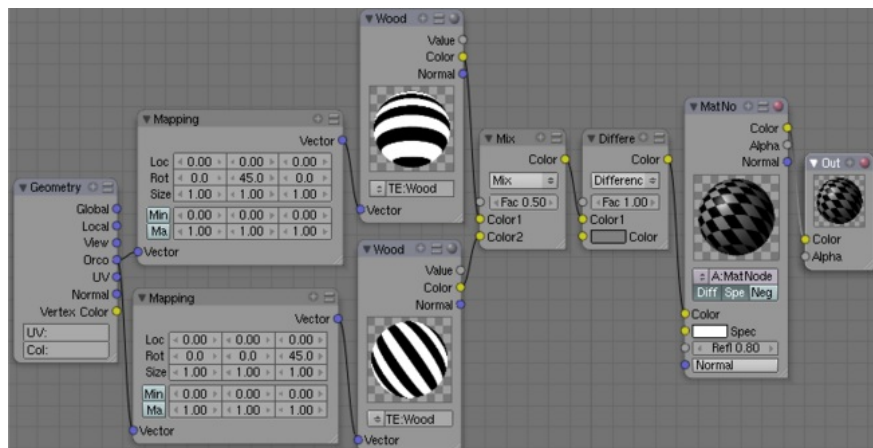 Geometry
Global
Local
View
Orco
UV
Normal
Vertex Color
UV:
Col:
Mapping
Vector
Loc 0.00 0.00 0.00
Rot 0.0 45.0 0.0
Size 1.00 1.00 1.00
Min 0.00 0.00 0.00
Ma 1.00 1.00 1.00
Vector
Mapping
Vector
Loc 0.00 0.00 0.00
Rot 0.0 0.0 45.0
Size 1.00 1.00 1.00
Min 0.00 0.00 0.00
Ma 1.00 1.00 1.00
Vector
Wood
Value
Color
Normal
TE:Wood
Vector
Wood
Value
Color
Normal
TE:Wood
Vector
Mix
Color
Mix
Fac 0.50
Color1
Color2
Differe
Color
Differenc
Fac 1.00
Color1
Color
MatNo
Color
Alpha
Normal
A:MatNode
Diff Spe Neg
Color
Spec
Refl 0.80
Normal
Out
Color
Alpha